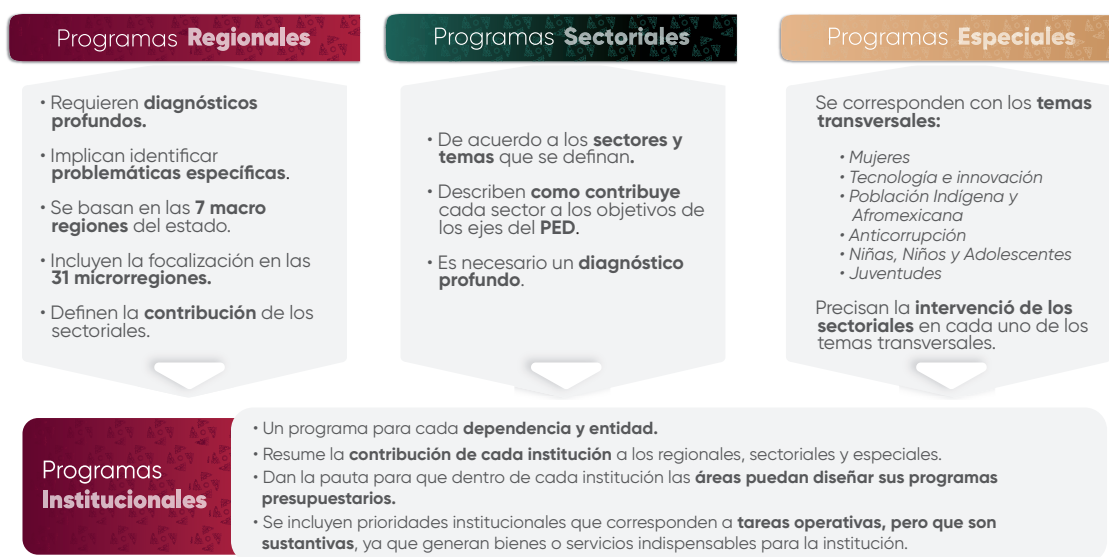 Programas Regionales
• Requieren diagnósticos
profundos.
• Implican identificar
problemáticas específicas.
• Se basan en las 7 macro
regiones del estado.
• Incluyen la focalización en las
31 microrregiones.
• Definen la contribución de los
sectoriales.
Programas Sectoriales
• De acuerdo a los sectores y
temas que se definan.
• Describen como contribuye
cada sector a los objetivos de
los ejes del PED.
• Es necesario un diagnóstico
profundo.
Programas Especiales
Se corresponden con los temas
transversales:
• Mujeres
• Tecnología e innovación
• Población Indígena y
Afromexicana
• Anticorrupción
• Niñas, Niños y Adolescentes
• Juventudes
Precisan la intervenció de los
sectoriales en cada uno de los
temas transversales.
Programas
Institucionales
• Un programa para cada dependencia y entidad.
• Resume la contribución de cada institución a los regionales, sectoriales y especiales.
• Dan la pauta para que dentro de cada institución las áreas puedan diseñar sus programas
presupuestarios.
• Se incluyen prioridades institucionales que corresponden a tareas operativas, pero que son
sustantivas, ya que generan bienes o servicios indispensables para la institución.